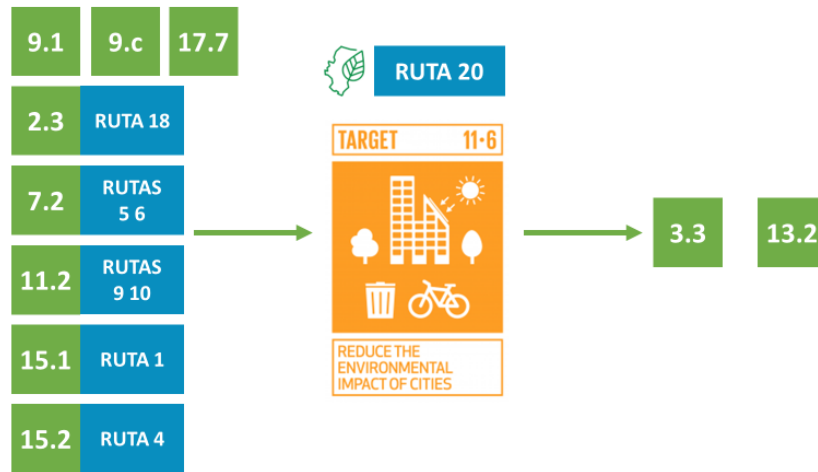 9.1 9.c 17.7
2.3 RUTA 18
7.2 RUTAS
5 6
11.2 RUTAS
9 10
15.1 RUTA 1
15.2 RUTA 4
RUTA 20
TARGET 11·6
REDUCE THE
ENVIRONMENTAL
IMPACT OF CITIES
3.3 13.2